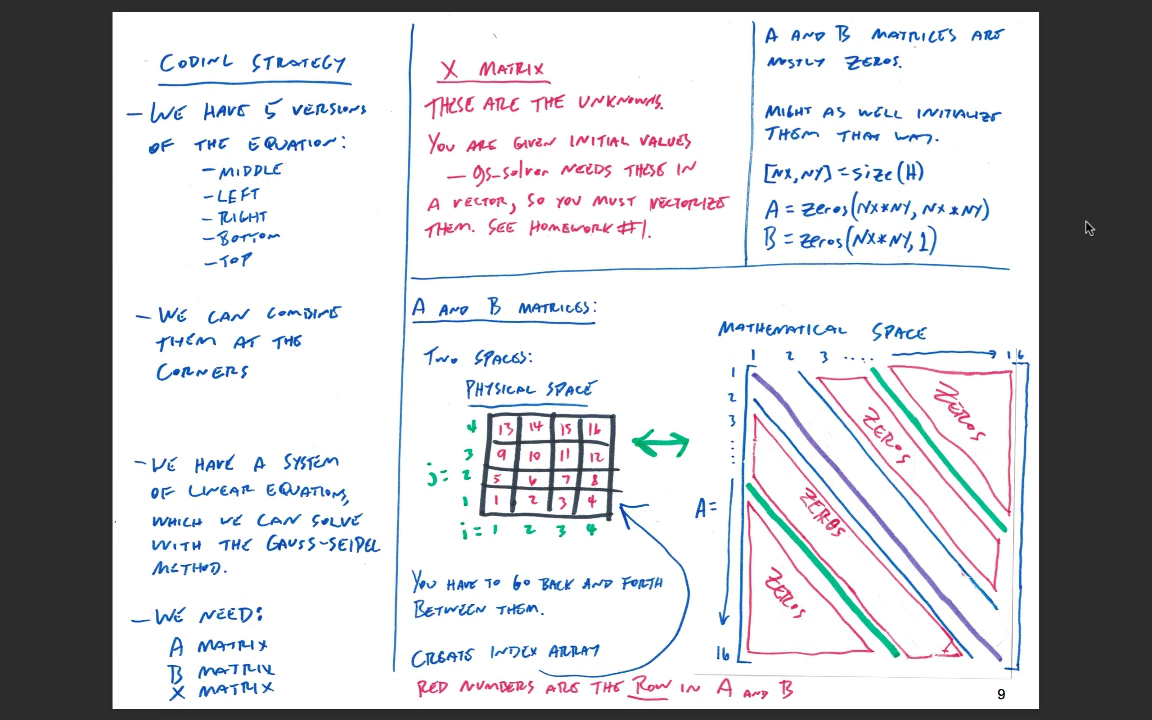 CODING STRATEGY
- WE HAVE 5 VERSIONS
OF THE EQUATION:
- MIDDLE
- LEFT
- RIGHT
- BOTTOM
- TOP
- WE CAN COMBINE
THEM AT THE
CORNERS
- WE HAVE A SYSTEM
OF LINEAR EQUATIONS,
WHICH WE CAN SOLVE
WITH THE GAUSS-SEIDEL
METHOD.
- WE NEED:
A MATRIX
B MATRIX
X MATRIX
X MATRIX
THESE ARE THE UNKNOWNS.
YOU ARE GIVEN INITIAL VALUES
- gs_solver NEEDS THESE IN
A VECTOR, SO YOU MUST VECTORIZE
THEM. SEE HOMEWORK #1.
A AND B MATRICES ARE
MOSTLY ZEROS.
MIGHT AS WELL INITIALIZE
THEM THAT WAY.
[NX,NY] = size(H)
A = zeros(NX*NY, NX*NY)
B = zeros(NX*NY, 1)
A AND B MATRICES:
TWO SPACES:
PHYSICAL SPACE
4 13 14 15 16
3 9 10 11 12
j= 2 5 6 7 8
1 1 2 3 4
i= 1 2 3 4
YOU HAVE TO GO BACK AND FORTH
BETWEEN THEM.
CREATE INDEX ARRAY
RED NUMBERS ARE THE ROW IN A AND B
MATHEMATICAL SPACE
1 2 3 .... 16
1
2
3
A=
16
ZEROS
ZEROS
ZEROS
ZEROS
9